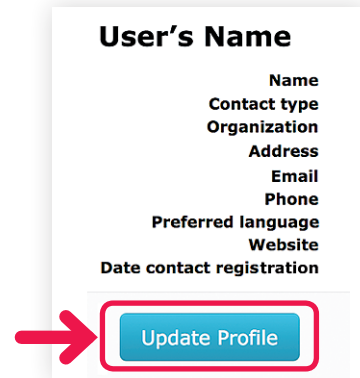 User’s Name
Name
Contact type
Organization
Address
Email
Phone
Preferred language
Website
Date contact registration
Update Profile